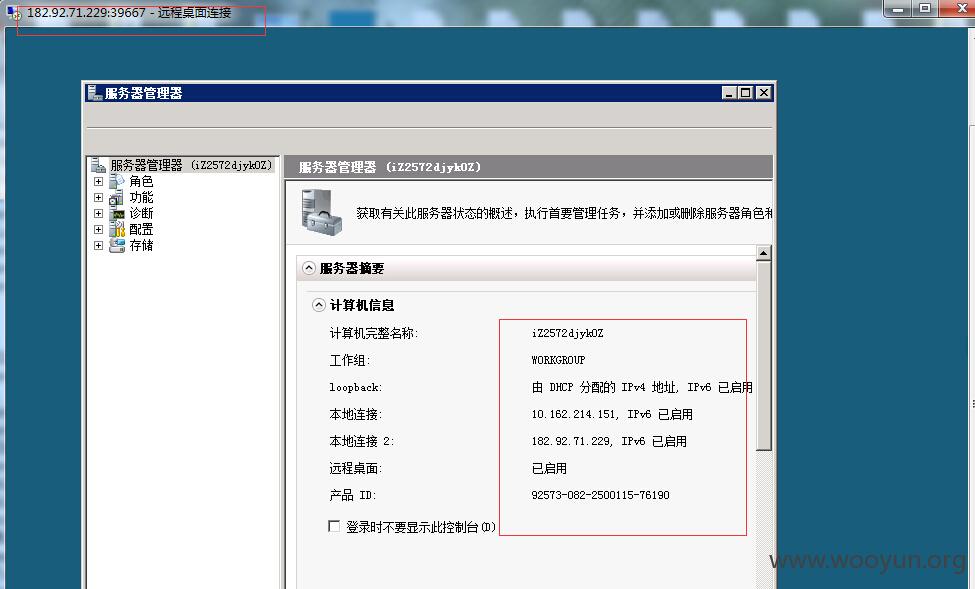 182.92.71.229:39667 - 远程桌面连接
服务器管理器
服务器管理器 (iZ2572djyk0Z)
角色
功能
诊断
配置
存储
服务器管理器 (iZ2572djyk0Z)
获取有关此服务器状态的概述，执行首要管理任务，并添加或删除服务器角色和
服务器摘要
计算机信息
计算机完整名称: iZ2572djyk0Z
工作组: WORKGROUP
loopback: 由 DHCP 分配的 IPv4 地址, IPv6 已启用
本地连接: 10.162.214.151, IPv6 已启用
本地连接 2: 182.92.71.229, IPv6 已启用
远程桌面: 已启用
产品 ID: 92573-082-2500115-76190
登录时不要显示此控制台(D)
www.wooyun.org